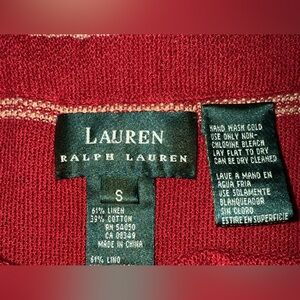 LAUREN
RALPH LAUREN
S
61% LINEN
39% COTTON
RN 54050
CA 09349
MADE IN CHINA
61% LINO
HAND WASH COLD
USE ONLY NON-
CHLORINE BLEACH
LAY FLAT TO DRY
CAN BE DRY CLEANED
LAVE A MANO EN
AGUA FRIA
USE SOLAMENTE
BLANQUEADOR
SIN CLORO
ESTIRE EN SUPERFICIE